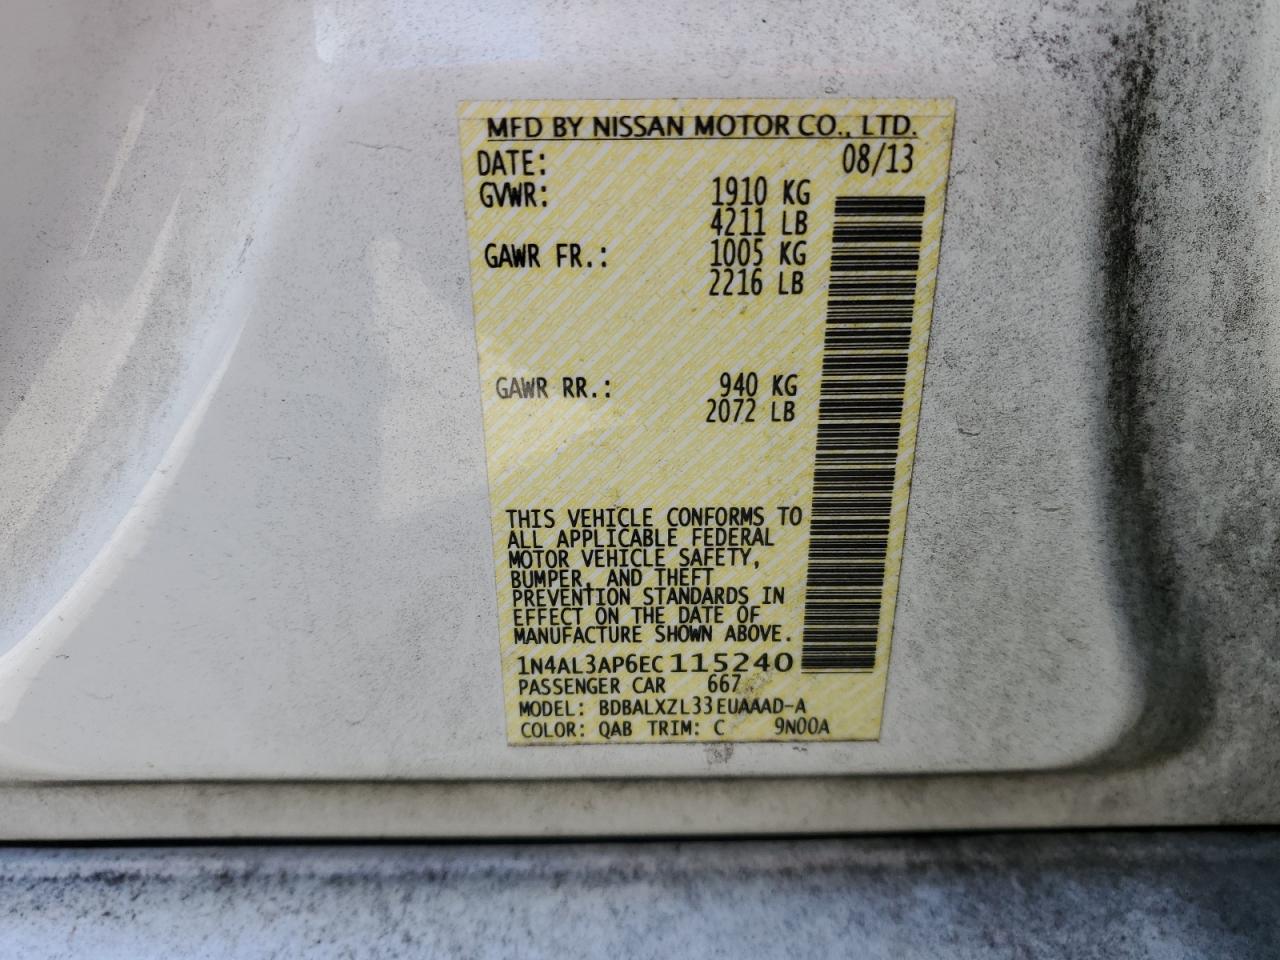 MFD BY NISSAN MOTOR CO., LTD.
DATE: 08/13
GVWR: 1910 KG
4211 LB
GAWR FR.: 1005 KG
2216 LB
GAWR RR.: 940 KG
2072 LB
THIS VEHICLE CONFORMS TO
ALL APPLICABLE FEDERAL
MOTOR VEHICLE SAFETY,
BUMPER, AND THEFT
PREVENTION STANDARDS IN
EFFECT ON THE DATE OF
MANUFACTURE SHOWN ABOVE.
1N4AL3AP6EC115240
PASSENGER CAR 667
MODEL: BDBALXZL33EUAAAD-A
COLOR: QAB TRIM: C 9N00A